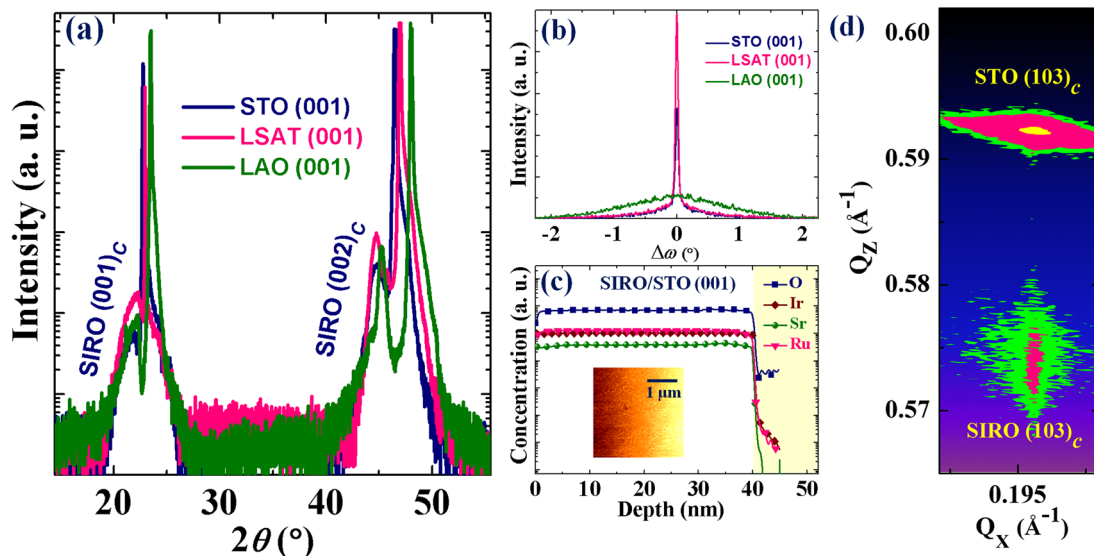 (a)
Intensity (a. u.)
STO (001)
LSAT (001)
LAO (001)
SIRO (001)C
SIRO (002)C
20 30 40 50
2θ (°)
(b)
Intensity (a. u.)
STO (001)
LSAT (001)
LAO (001)
-2 -1 0 1 2
Δω (°)
(c)
SIRO/STO (001)
Concentration (a. u.)
O
Ir
Sr
Ru
1 μm
0 10 20 30 40 50
Depth (nm)
(d)
0.60
STO (103)C
0.59
QZ (Å-1)
0.58
0.57
SIRO (103)C
0.195
QX (Å-1)